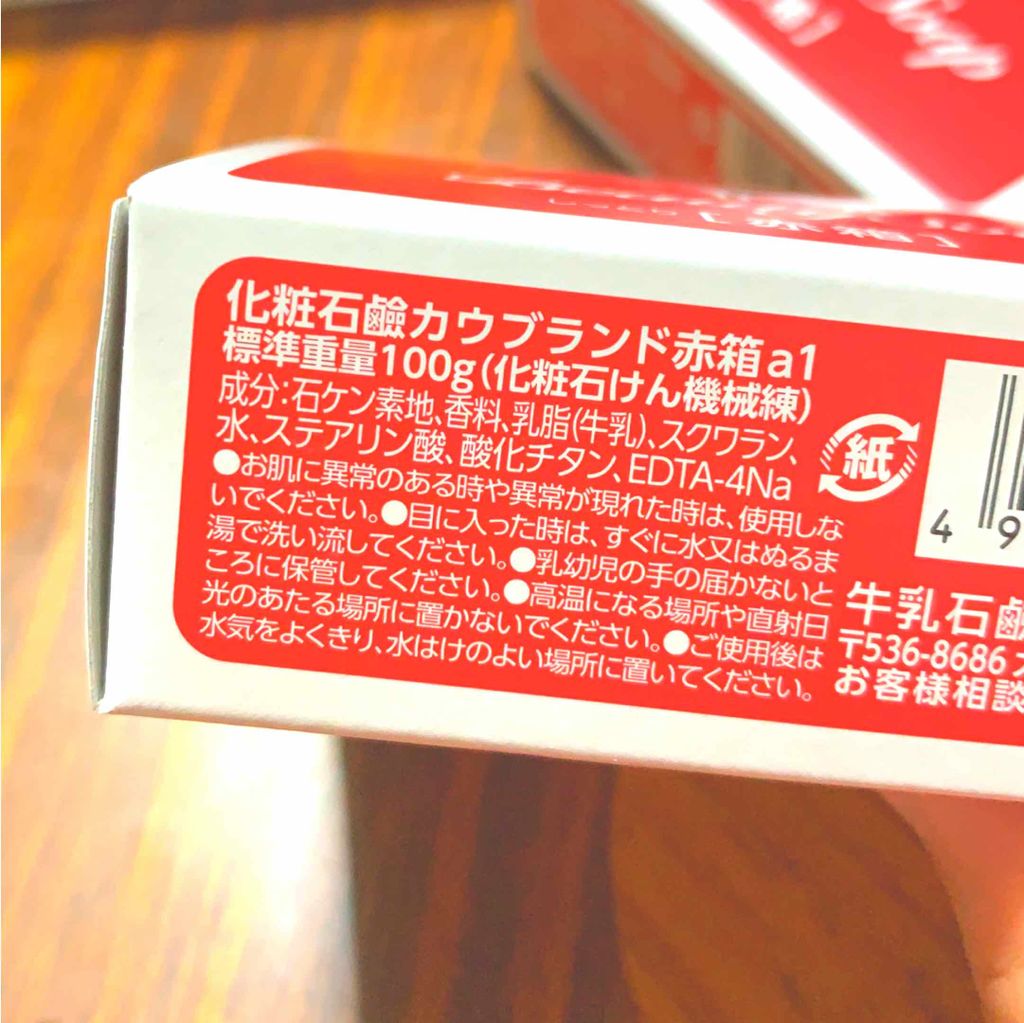 Soap
しっとり [赤箱]
化粧石鹼カウブランド赤箱a1
標準重量100g(化粧石けん機械練)
成分:石ケン素地、香料、乳脂(牛乳)、スクワラン、
水、ステアリン酸、酸化チタン、EDTA-4Na
●お肌に異常のある時や異常が現れた時は、使用しな
いでください。●目に入った時は、すぐに水又はぬるま
湯で洗い流してください。●乳幼児の手の届かないと
ころに保管してください。●高温になる場所や直射日
光のあたる場所に置かないでください。●ご使用後は
水気をよくきり、水はけのよい場所に置いてください。
紙
4 9
牛乳石鹼
〒536-8686
お客様相談